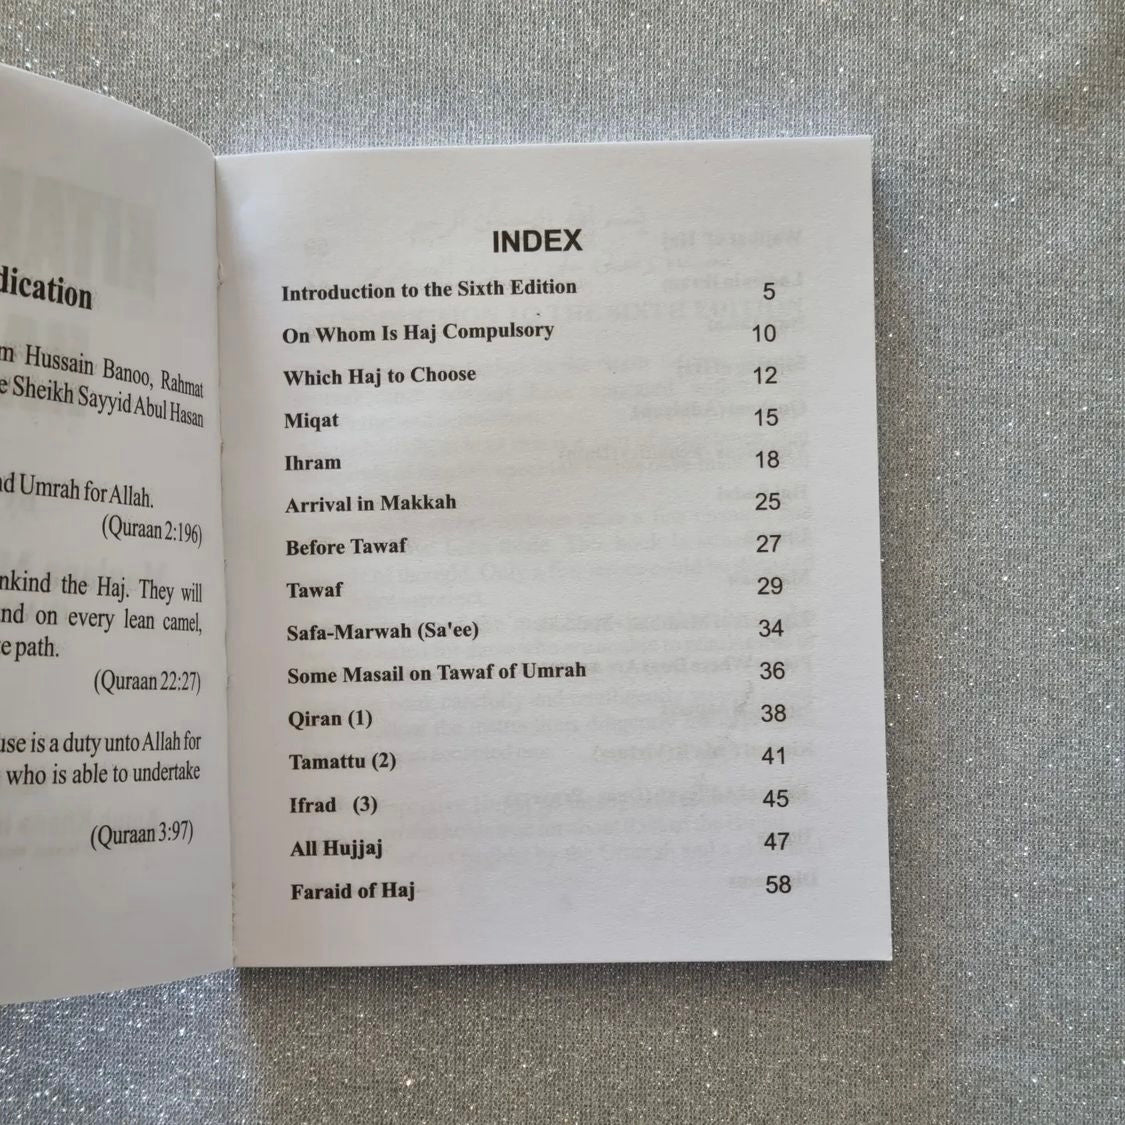 dication
m Hussain Banoo, Rahmat
e Sheikh Sayyid Abul Hasan
nd Umrah for Allah.
(Quraan 2:196)
nkind the Haj. They will
nd on every lean camel,
e path.
(Quraan 22:27)
use is a duty unto Allah for
who is able to undertake
(Quraan 3:97)
INDEX
Introduction to the Sixth Edition 5
On Whom Is Haj Compulsory 10
Which Haj to Choose 12
Miqat 15
Ihram 18
Arrival in Makkah 25
Before Tawaf 27
Tawaf 29
Safa-Marwah (Sa'ee) 34
Some Masail on Tawaf of Umrah 36
Qiran (1) 38
Tamattu (2) 41
Ifrad (3) 45
All Hujjaj 47
Faraid of Haj 58